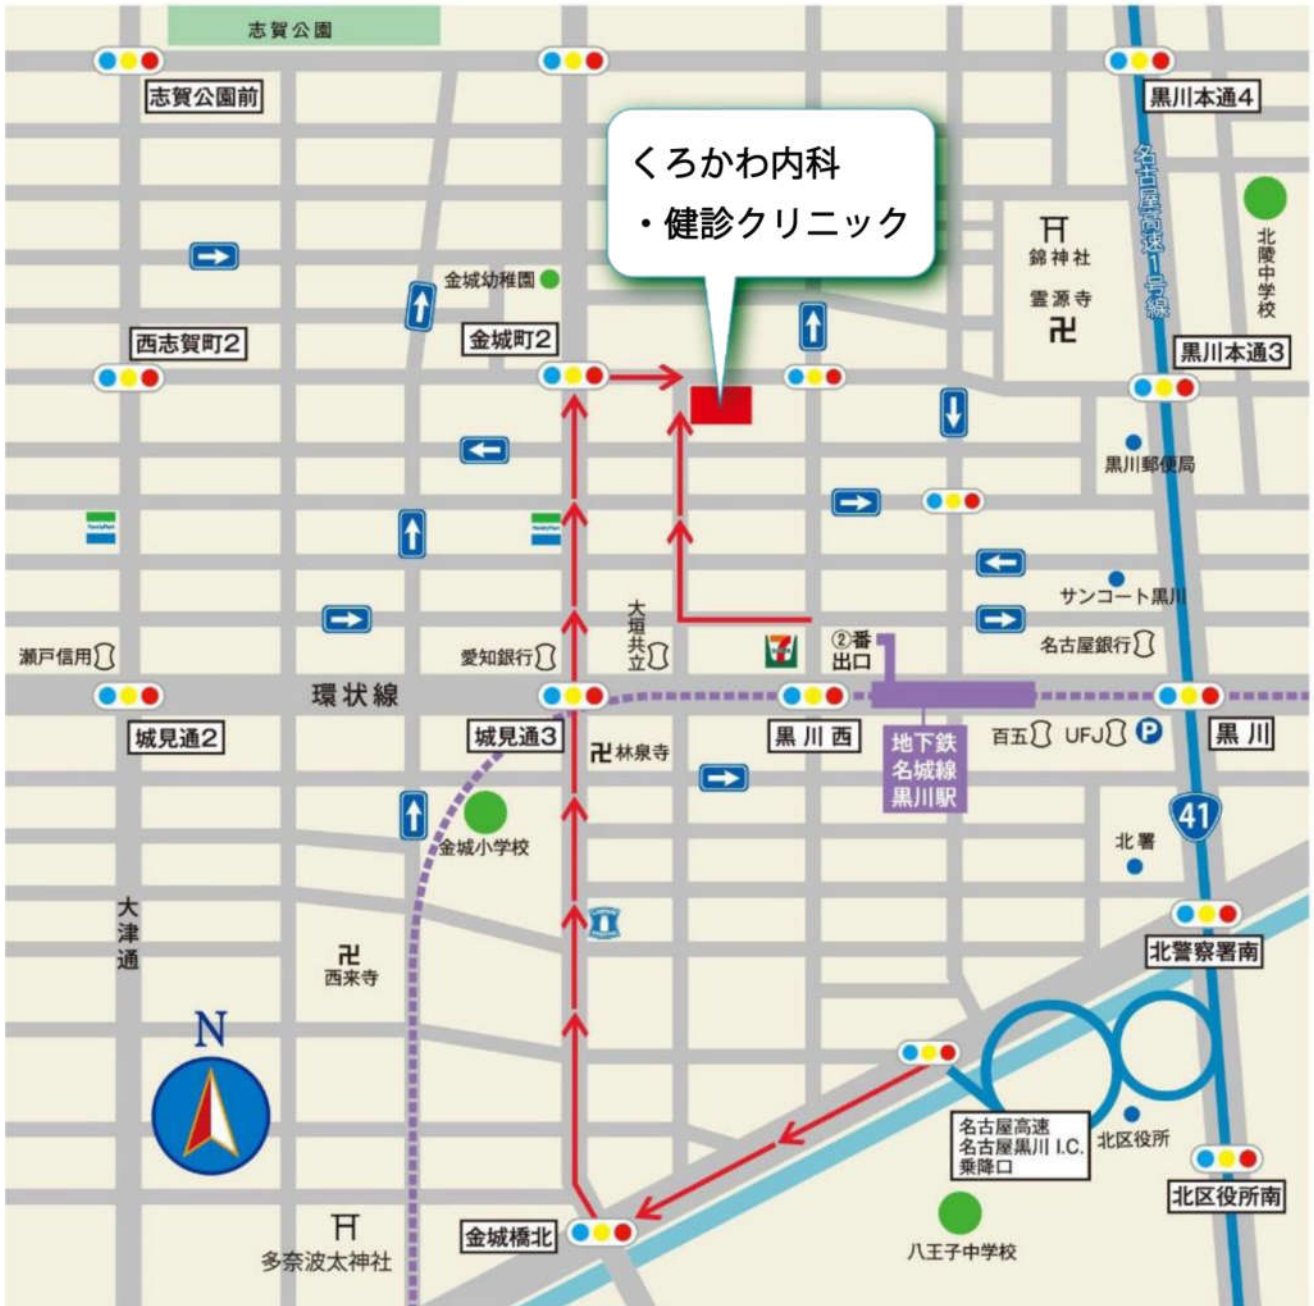 志賀公園
志賀公園前
黒川本通4
くろかわ内科
・健診クリニック
名古屋高速1号線
錦神社
北陵中学校
金城幼稚園
霊源寺
西志賀町2
金城町2
黒川本通3
黒川郵便局
FamilyMart
FamilyMart
サンコート黒川
大垣共立
7
②番
出口
名古屋銀行
瀬戸信用
愛知銀行
環状線
城見通2
城見通3
林泉寺
黒川西
地下鉄
名城線
黒川駅
百五
UFJ
P
黒川
41
金城小学校
北署
大津通
西来寺
北警察署南
N
名古屋高速
名古屋黒川 I.C.
乗降口
北区役所
北区役所南
金城橋北
多奈波太神社
八王子中学校